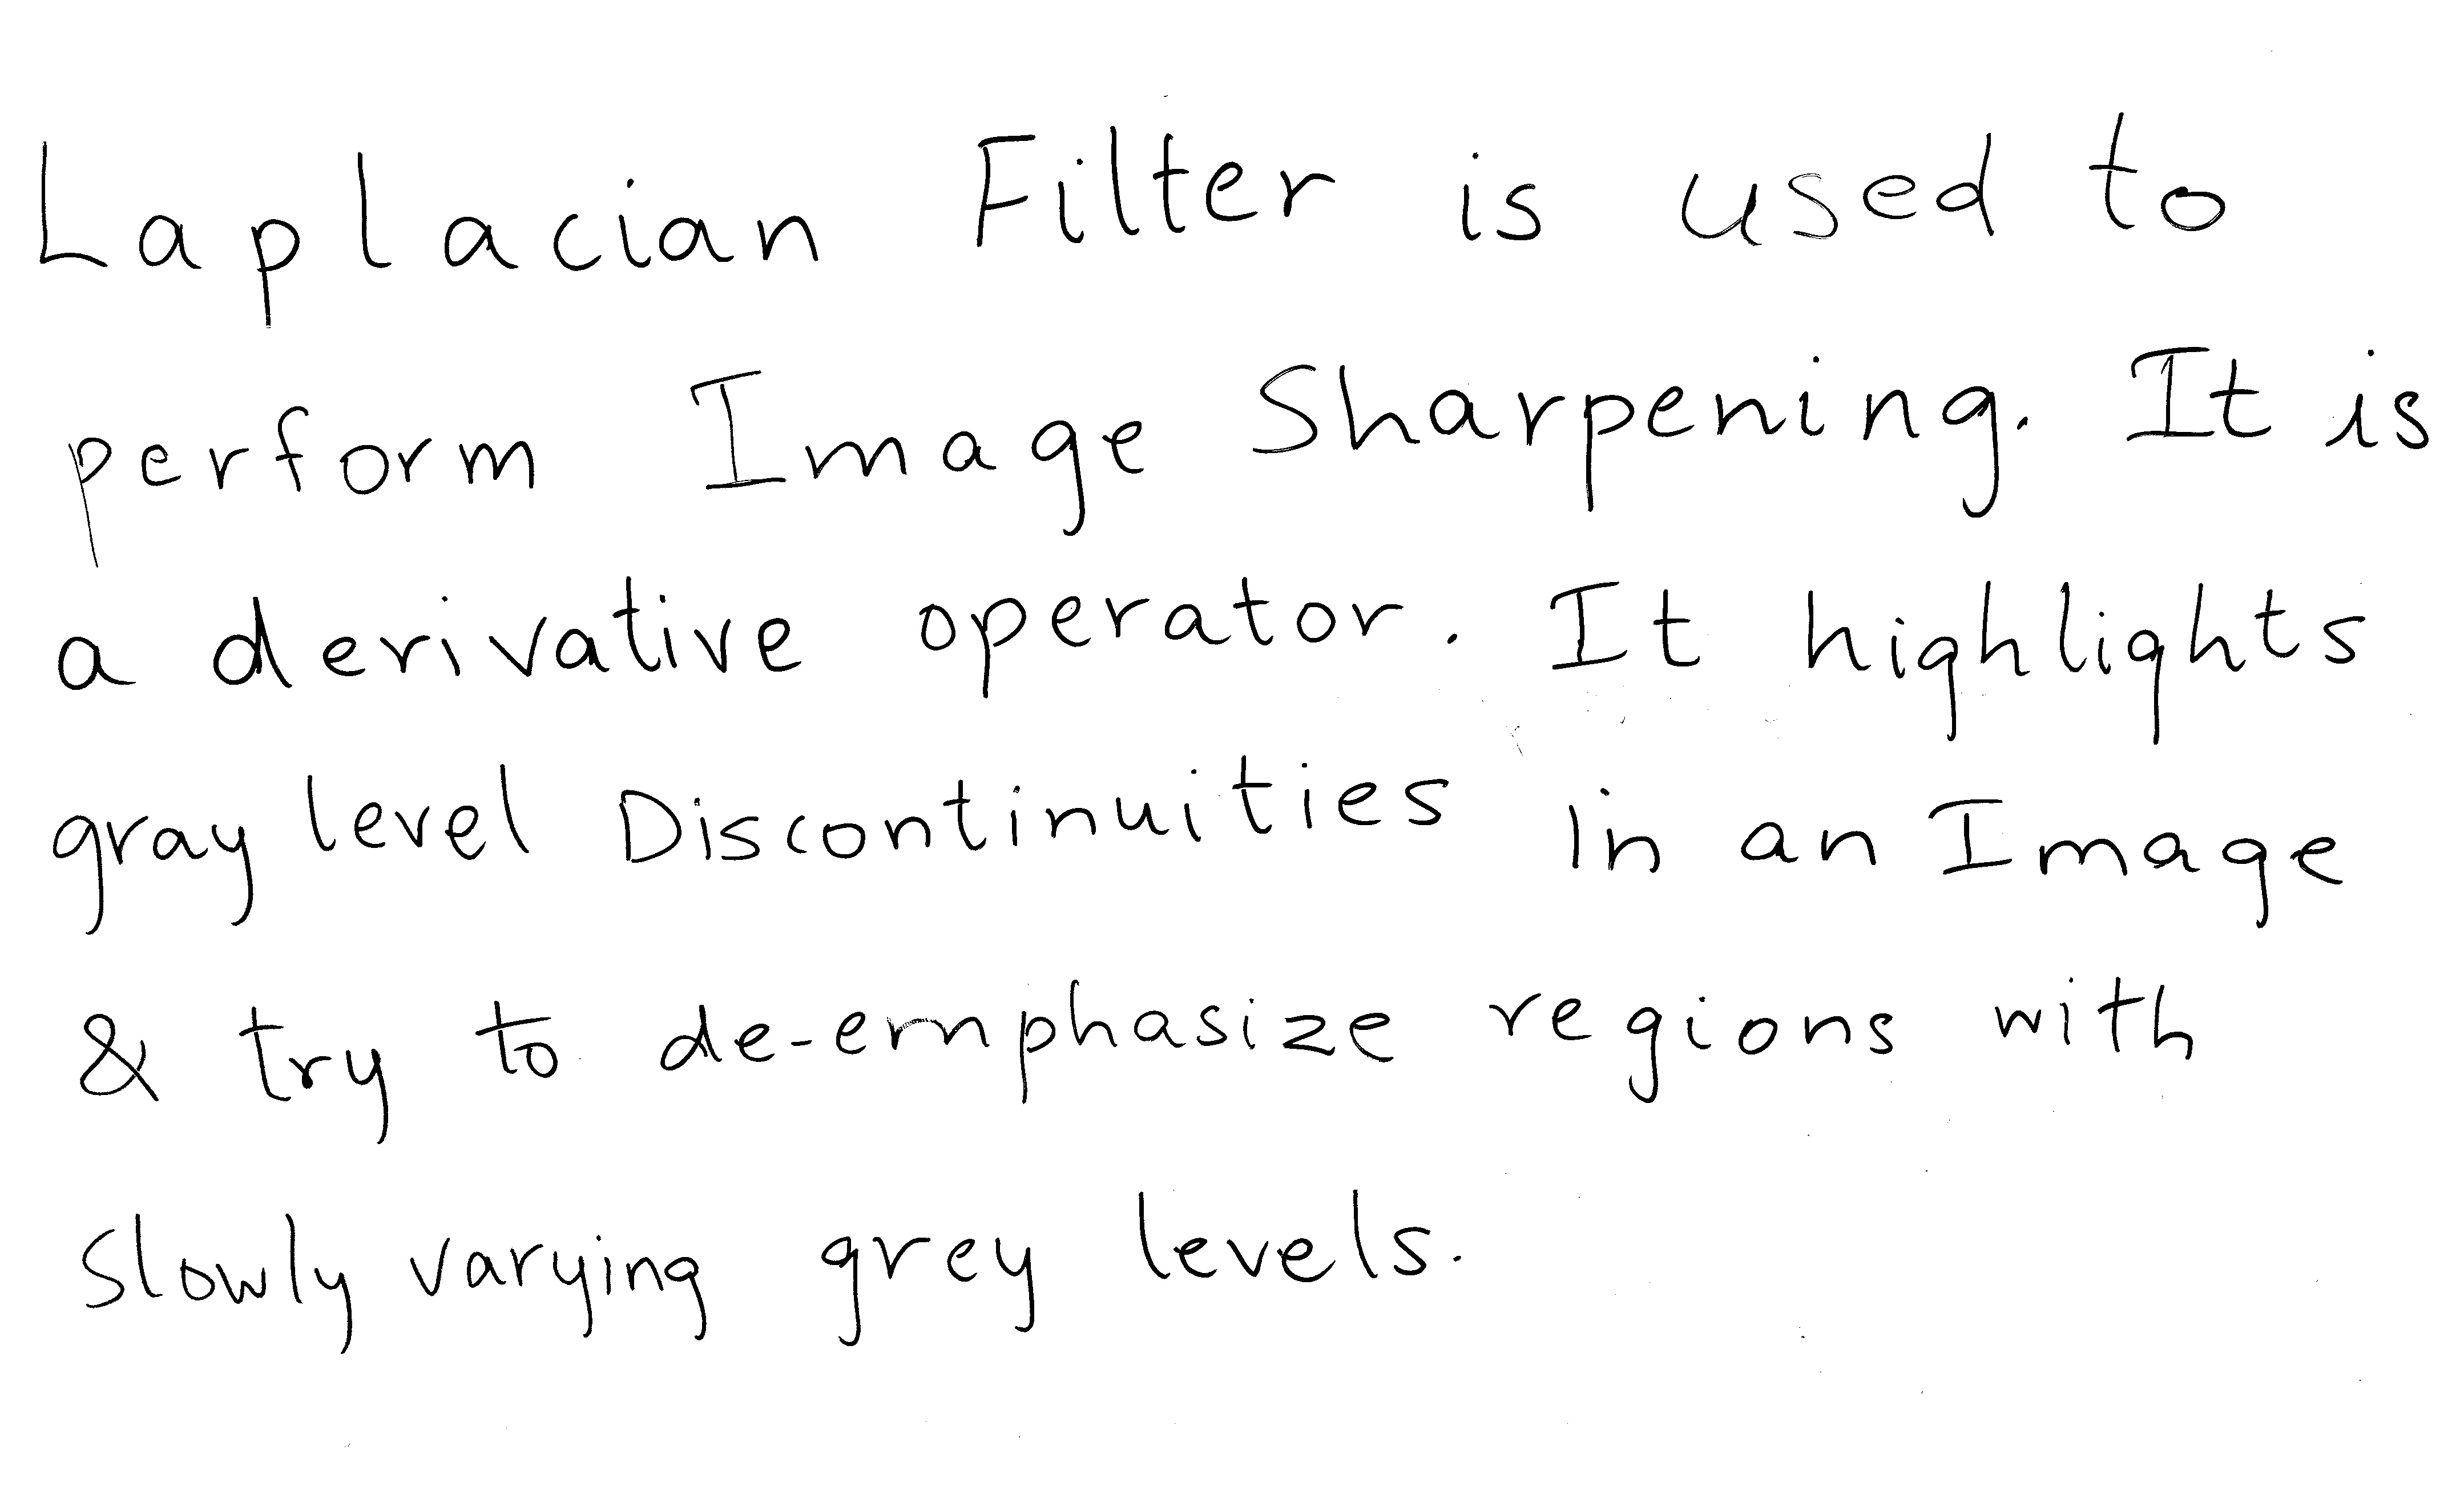 Laplacian Filter is used to
perform Image Sharpening. It is
a derivative operator. It highlights
gray level Discontinuities in an Image
& try to de-emphasize regions with
slowly varying grey levels.